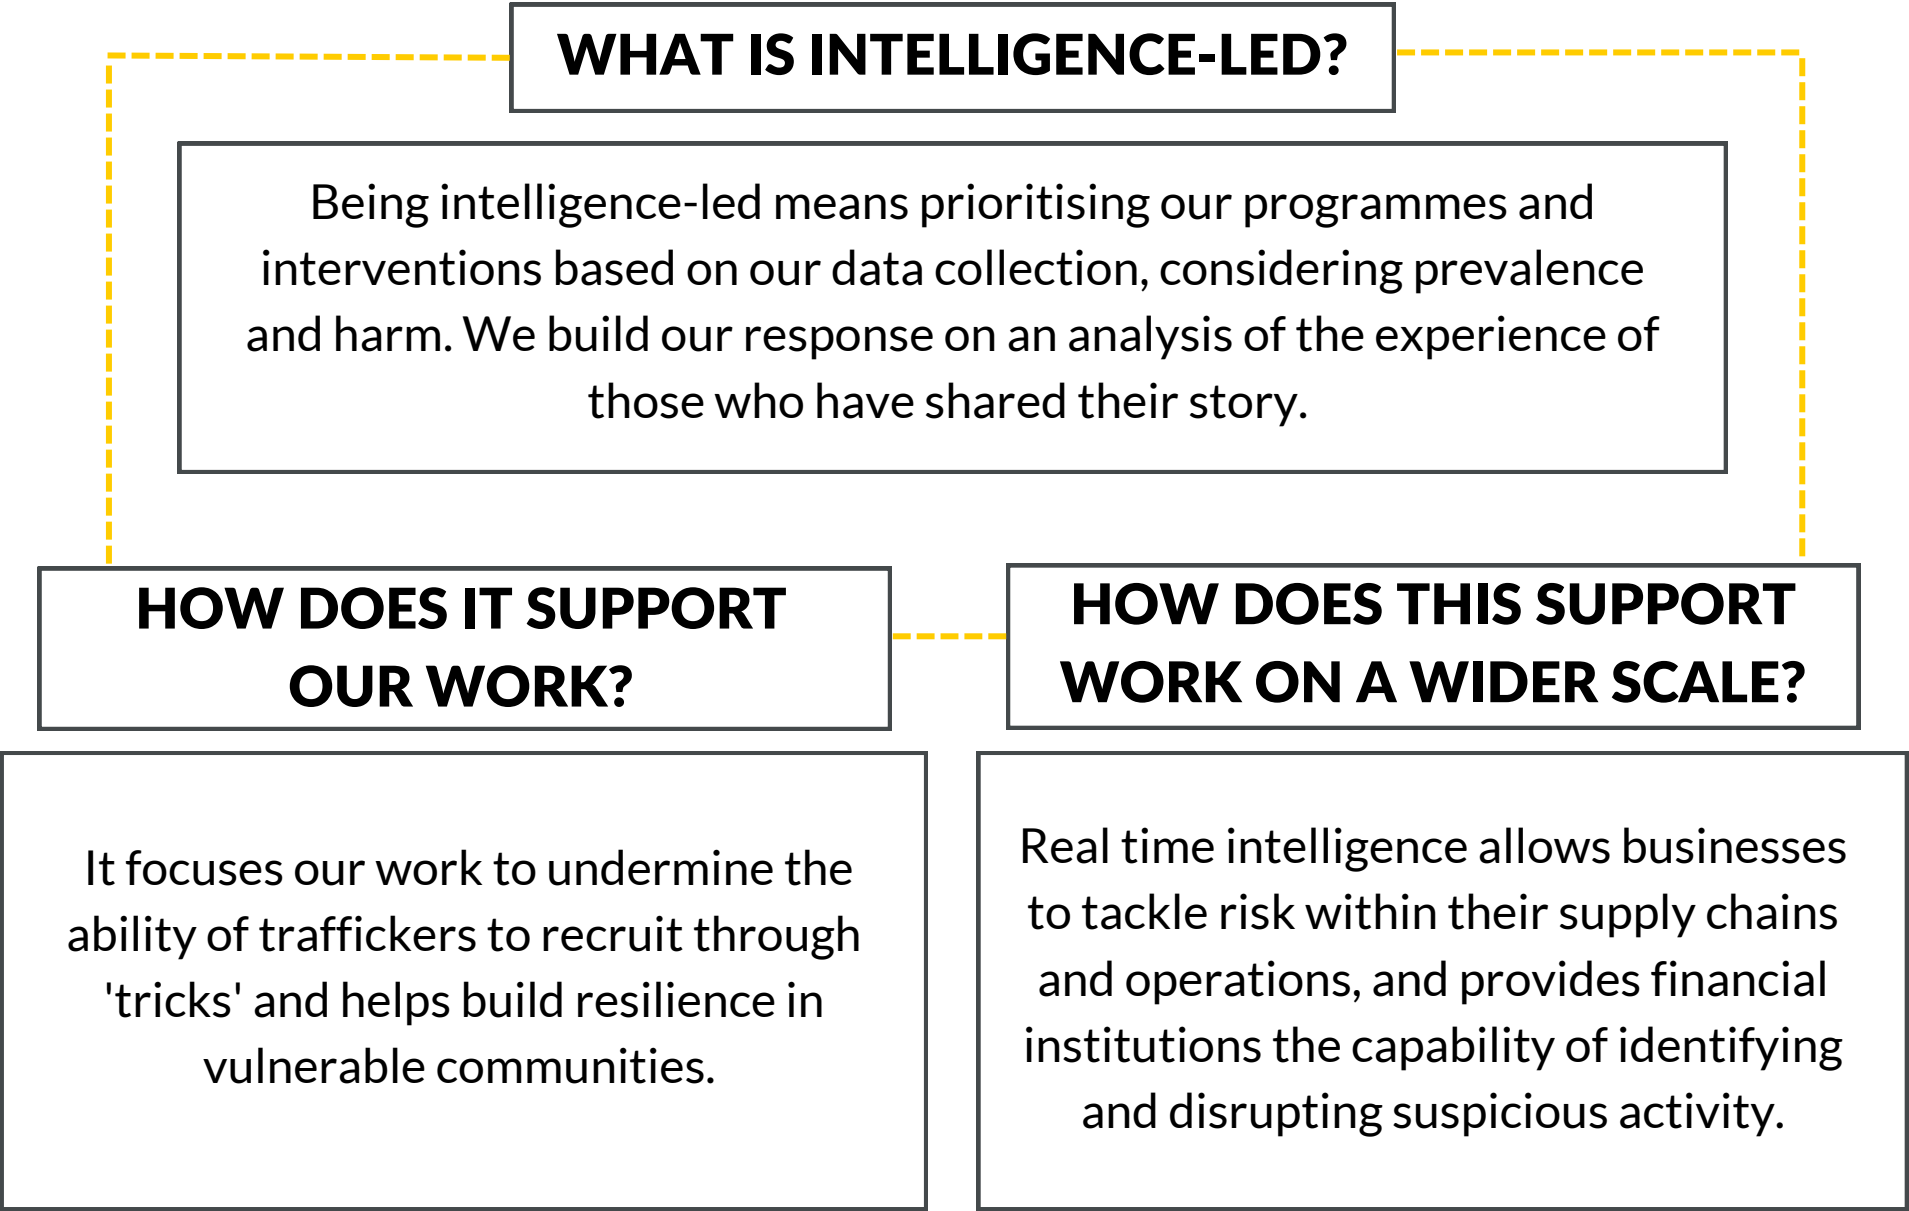 WHAT IS INTELLIGENCE-LED?
Being intelligence-led means prioritising our programmes and
interventions based on our data collection, considering prevalence
and harm. We build our response on an analysis of the experience of
those who have shared their story.
HOW DOES IT SUPPORT
OUR WORK?
It focuses our work to undermine the
ability of traffickers to recruit through
'tricks' and helps build resilience in
vulnerable communities.
HOW DOES THIS SUPPORT
WORK ON A WIDER SCALE?
Real time intelligence allows businesses
to tackle risk within their supply chains
and operations, and provides financial
institutions the capability of identifying
and disrupting suspicious activity.